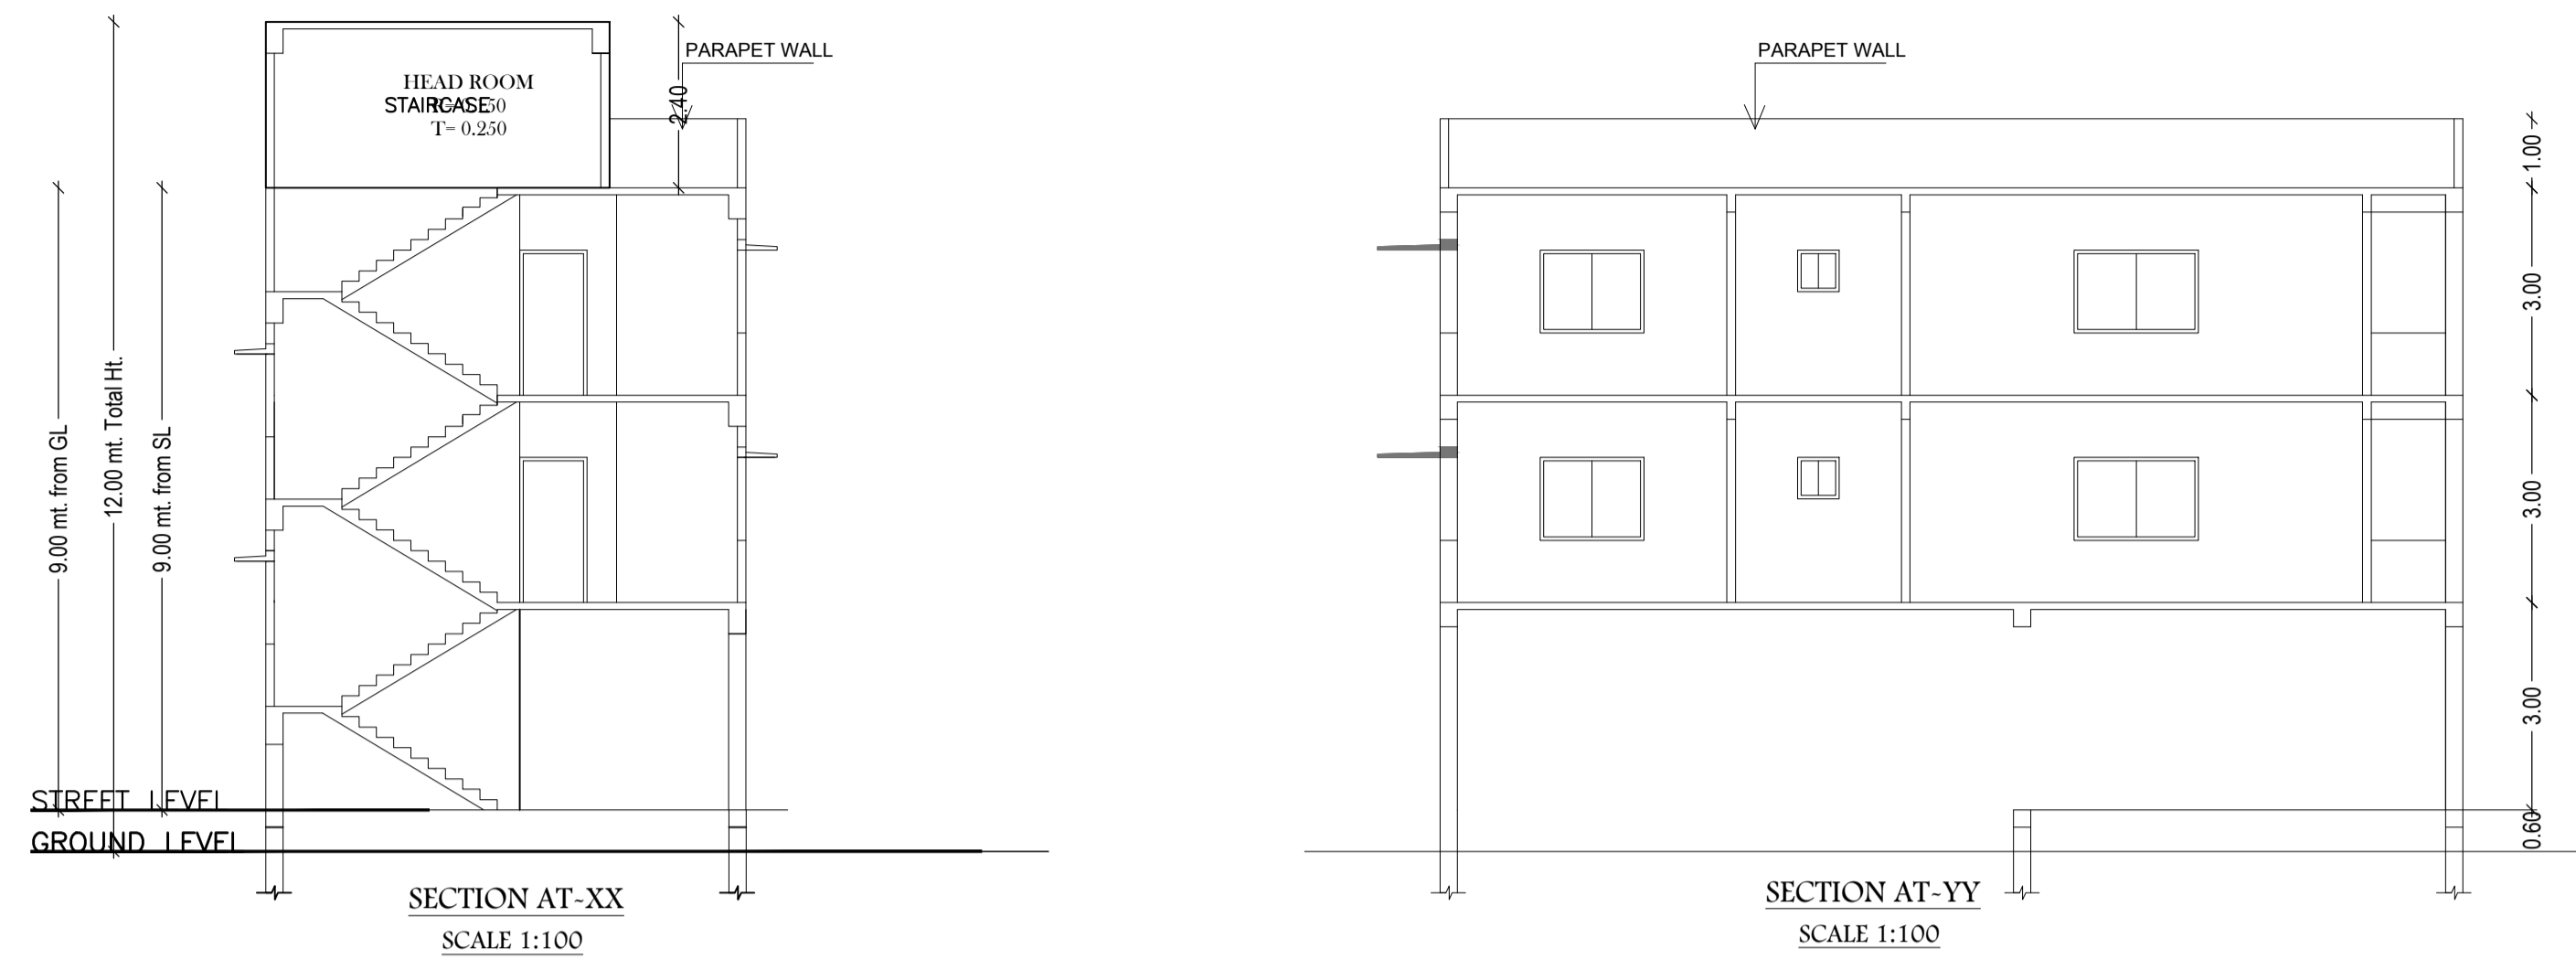 PARAPET WALL
HEAD ROOM
STAIRCASE
T= 0.250
2.40
9.00 mt. from GL
12.00 mt. Total Ht.
9.00 mt. from SL
STREET LEVEL
GROUND LEVEL
SECTION AT-XX
SCALE 1:100
PARAPET WALL
1.00
3.00
3.00
3.00
0.60
SECTION AT-YY
SCALE 1:100